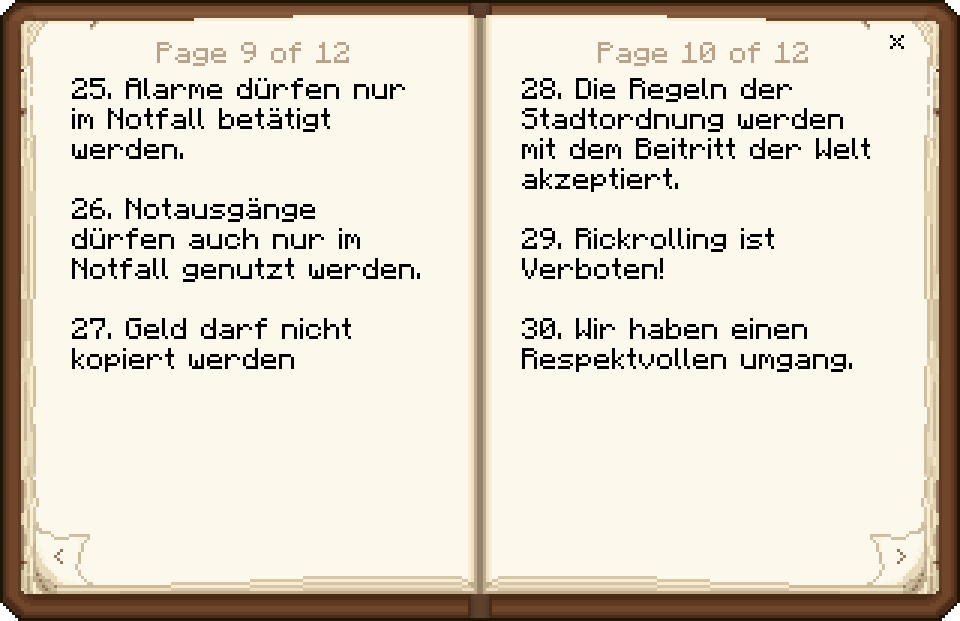 Page 9 of 12
25. Alarme dürfen nur
im Notfall betätigt
werden.
26. Notausgänge
dürfen auch nur im
Notfall genutzt werden.
27. Geld darf nicht
kopiert werden
Page 10 of 12
x
28. Die Regeln der
Stadtordnung werden
mit dem Beitritt der Welt
akzeptiert.
29. Rickrolling ist
Verboten!
30. Wir haben einen
Respektvollen umgang.